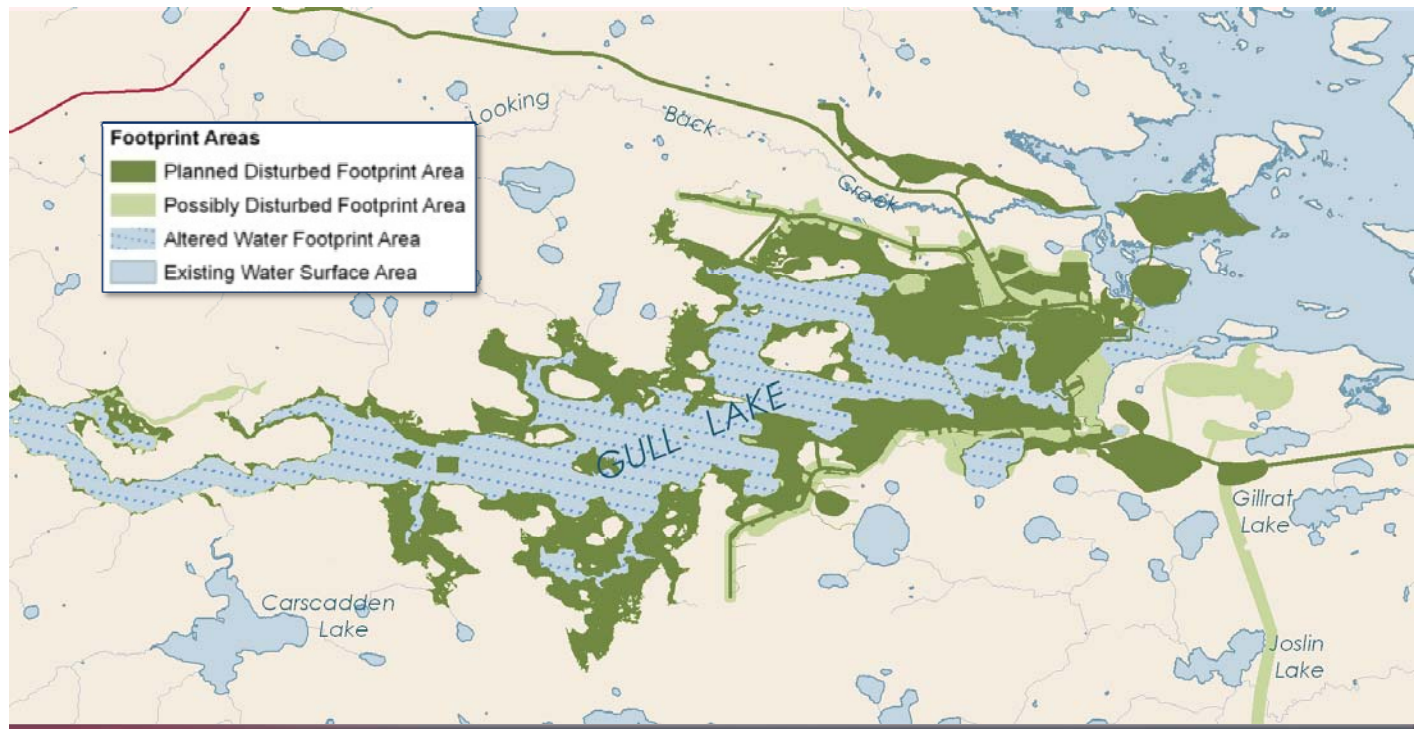 Looking
Back
Creek
Footprint Areas
Planned Disturbed Footprint Area
Possibly Disturbed Footprint Area
Altered Water Footprint Area
Existing Water Surface Area
GULL LAKE
Gillrat
Lake
Carscadden
Lake
Joslin
Lake